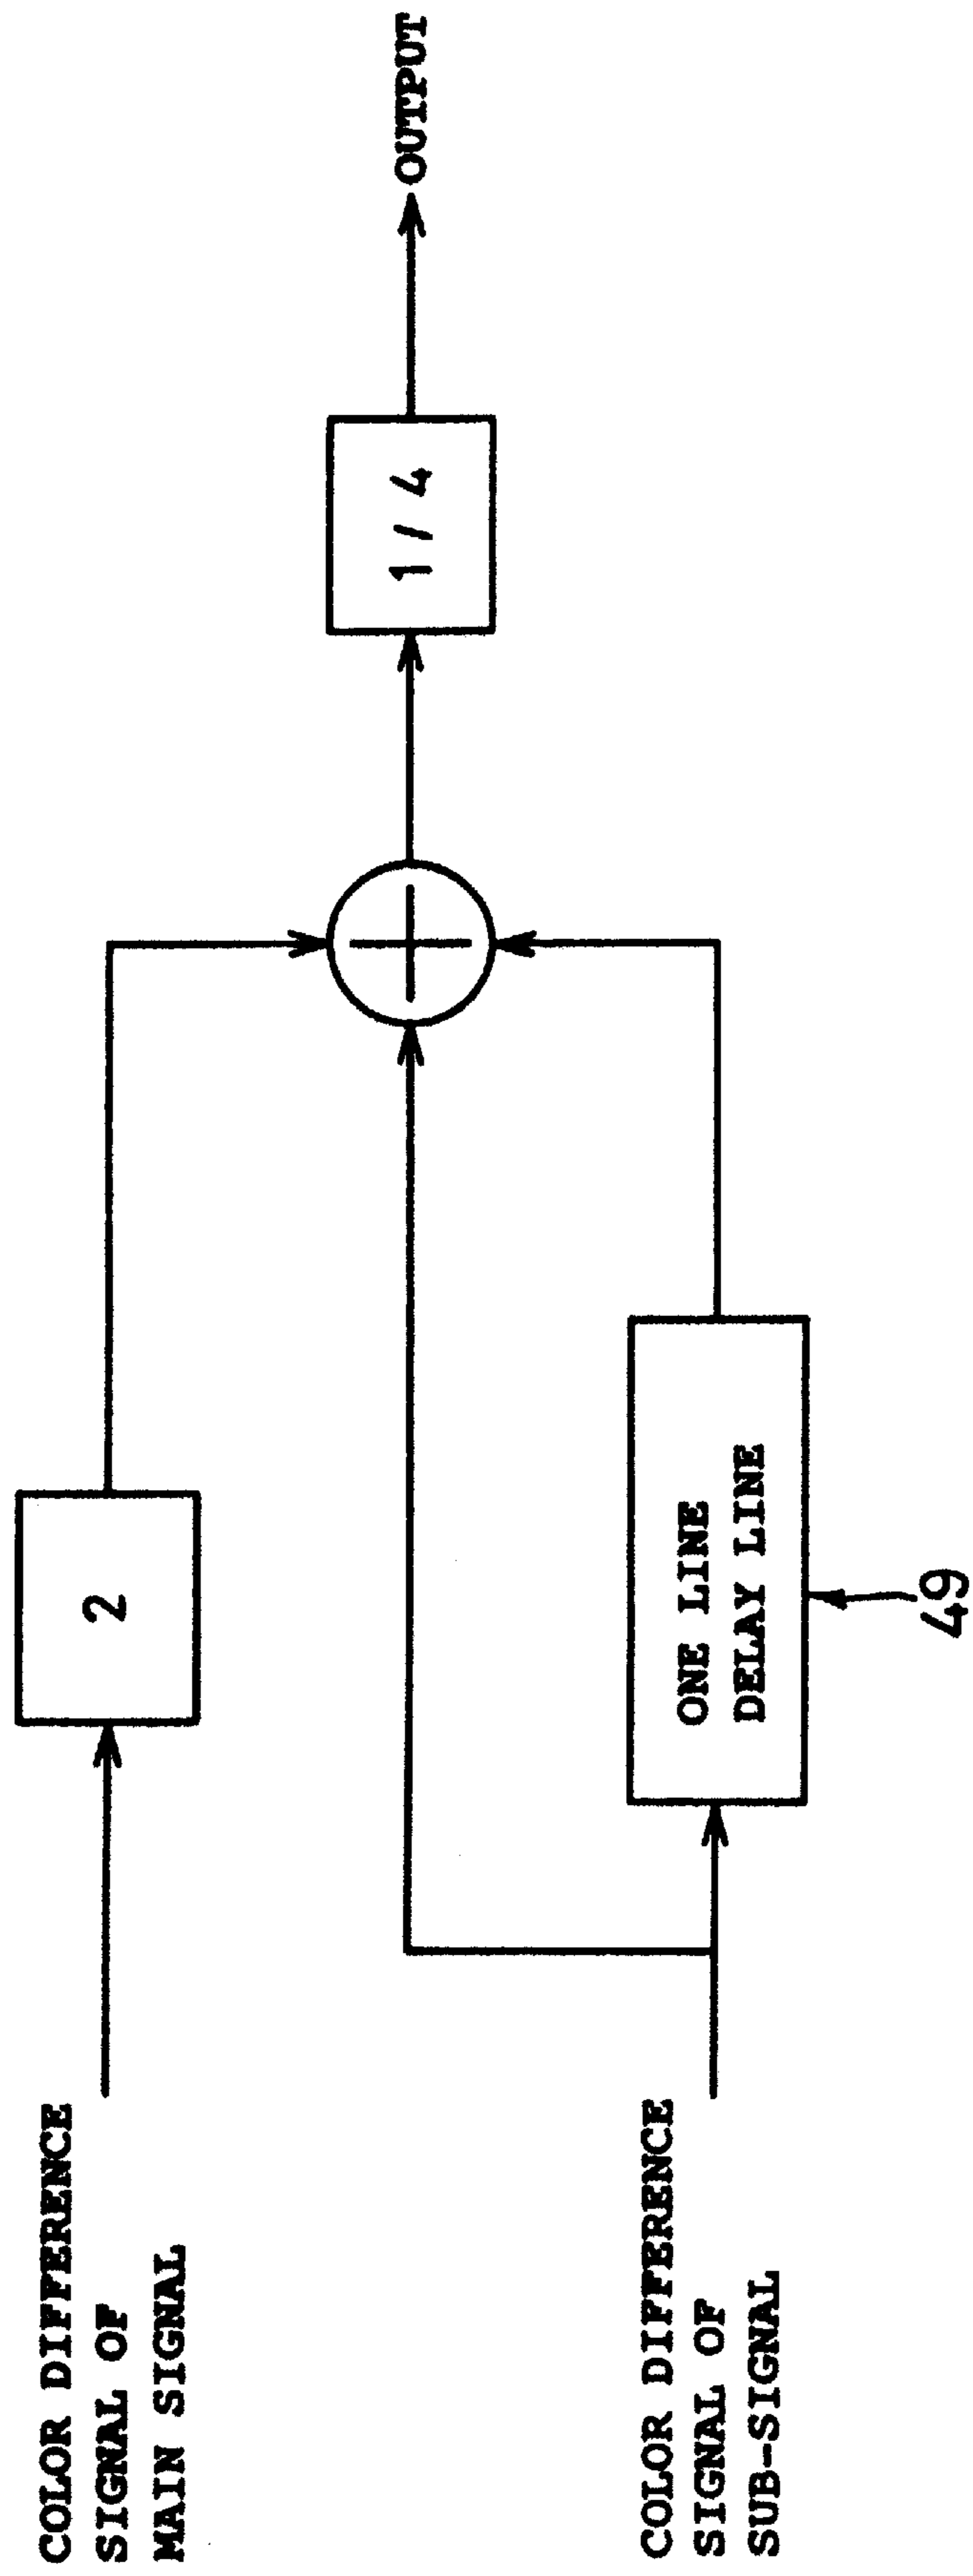 COLOR DIFFERENCE
SIGNAL OF
MAIN SIGNAL
2
COLOR DIFFERENCE
SIGNAL OF
SUB-SIGNAL
ONE LINE
DELAY LINE
49
+
1 / 4
OUTPUT